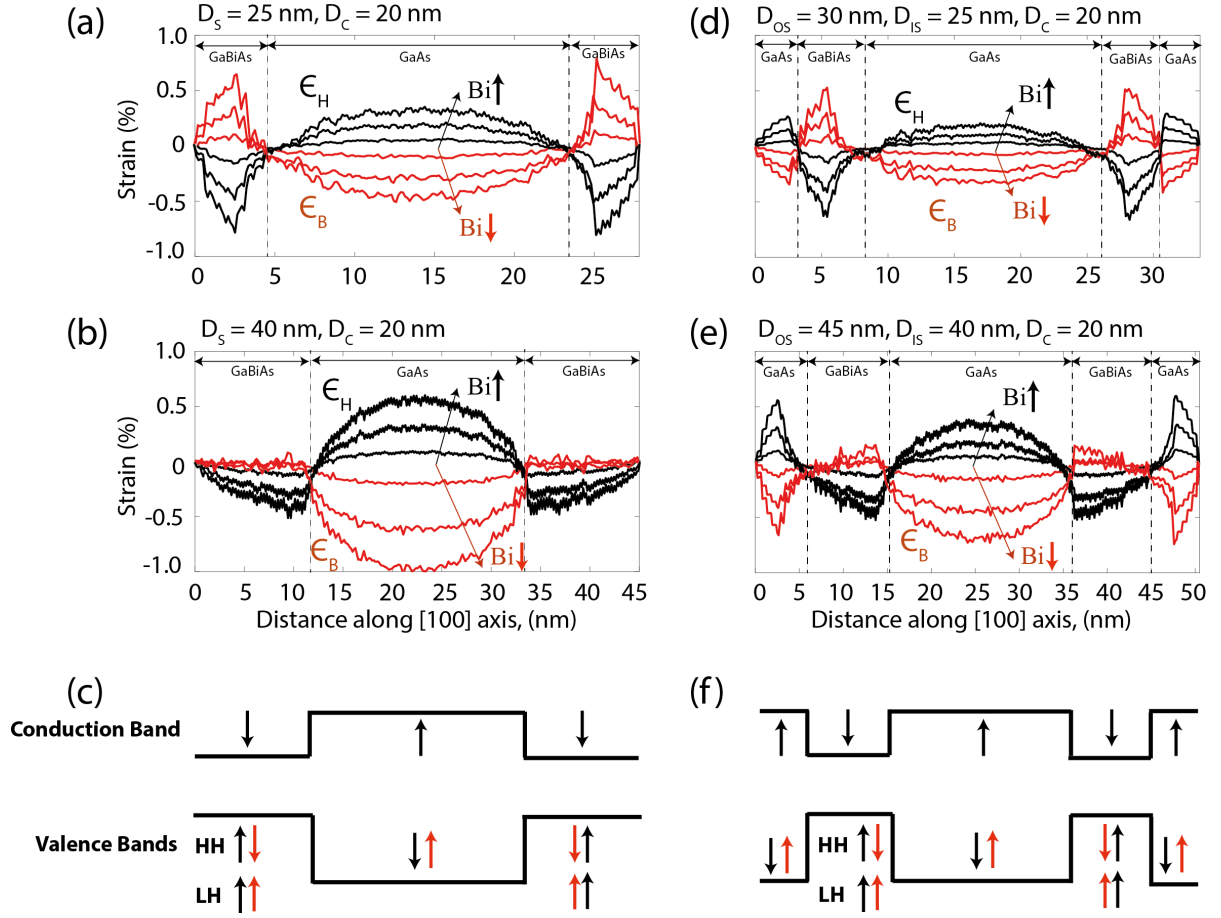 (a) D_S = 25 nm, D_C = 20 nm
GaBiAs GaAs GaBiAs
Strain (%)
0.5
0
-0.5
-1.0
ϵ_H
Bi↑
ϵ_B
Bi↓
0 5 10 15 20 25
(b) D_S = 40 nm, D_C = 20 nm
1.0
GaBiAs GaAs GaBiAs
Strain (%)
0.5
0
-0.5
-1.0
ϵ_H
Bi↑
ϵ_B
Bi↓
0 5 10 15 20 25 30 35 40 45
Distance along [100] axis, (nm)
(c)
Conduction Band
Valence Bands
HH
LH
(d) D_OS = 30 nm, D_IS = 25 nm, D_C = 20 nm
GaAs GaBiAs GaAs GaBiAs GaAs
ϵ_H
Bi↑
ϵ_B
Bi↓
0 5 10 15 20 25 30
(e) D_OS = 45 nm, D_IS = 40 nm, D_C = 20 nm
GaAs GaBiAs GaAs GaBiAs GaAs
ϵ_H
Bi↑
ϵ_B
Bi↓
0 5 10 15 20 25 30 35 40 45 50
Distance along [100] axis, (nm)
(f)
HH
LH